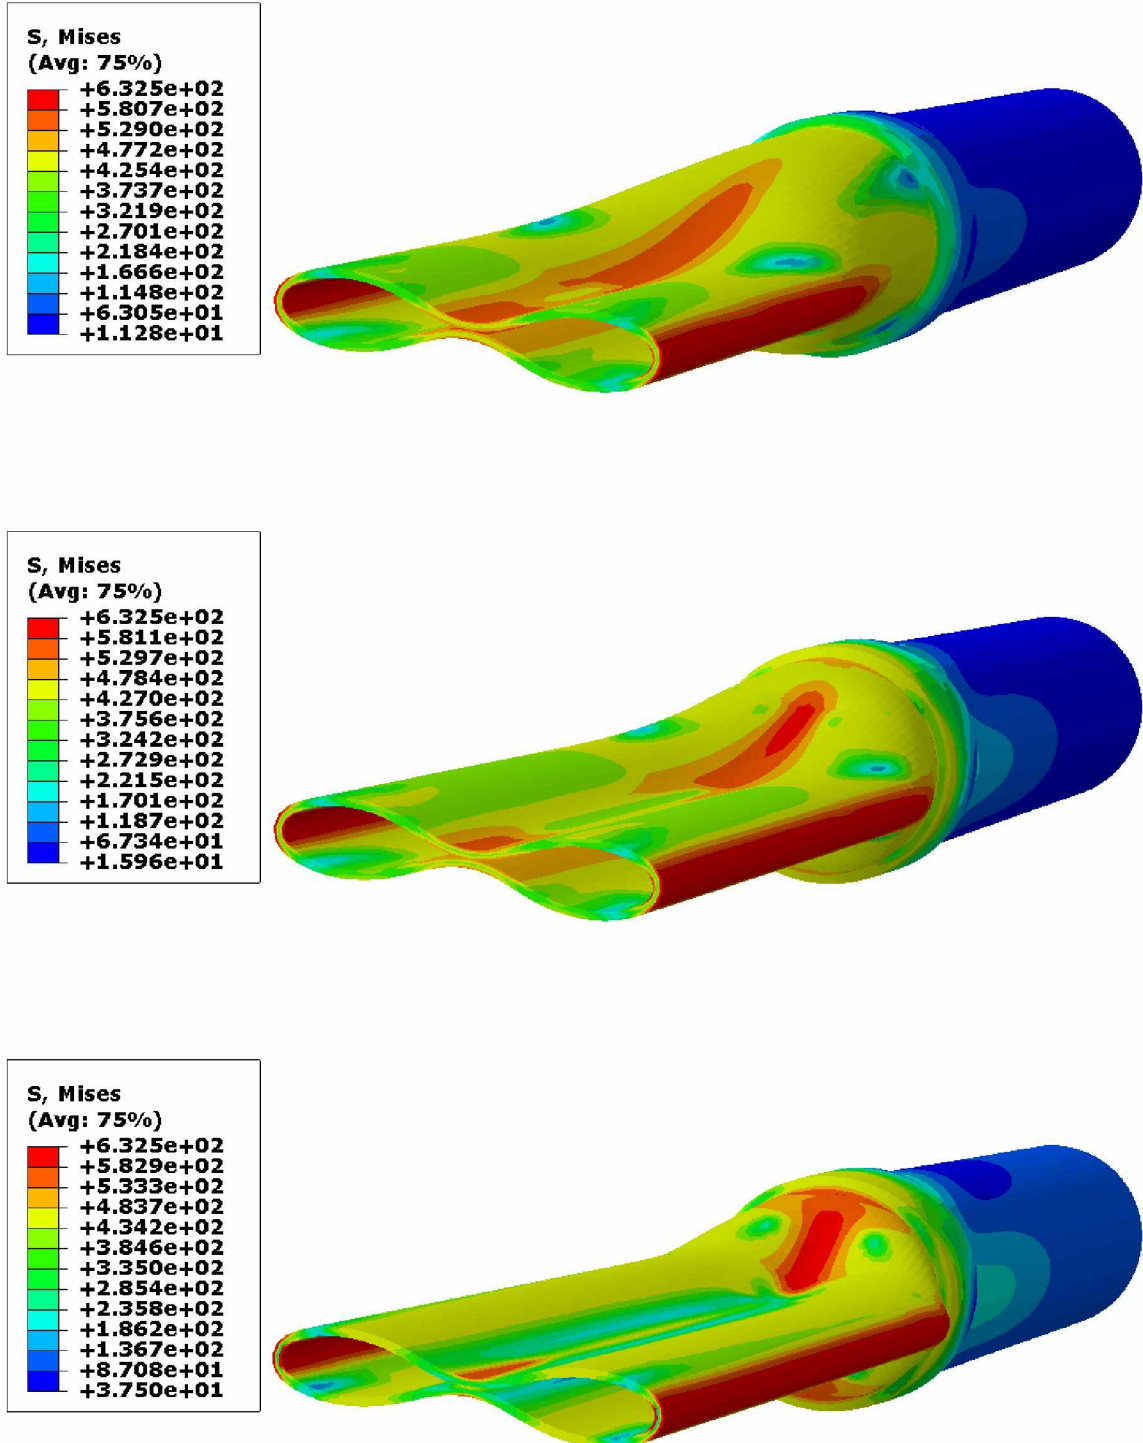 S, Mises
(Avg: 75%)
+6.325e+02
+5.807e+02
+5.290e+02
+4.772e+02
+4.254e+02
+3.737e+02
+3.219e+02
+2.701e+02
+2.184e+02
+1.666e+02
+1.148e+02
+6.305e+01
+1.128e+01
S, Mises
(Avg: 75%)
+6.325e+02
+5.811e+02
+5.297e+02
+4.784e+02
+4.270e+02
+3.756e+02
+3.242e+02
+2.729e+02
+2.215e+02
+1.701e+02
+1.187e+02
+6.734e+01
+1.596e+01
S, Mises
(Avg: 75%)
+6.325e+02
+5.829e+02
+5.333e+02
+4.837e+02
+4.342e+02
+3.846e+02
+3.350e+02
+2.854e+02
+2.358e+02
+1.862e+02
+1.367e+02
+8.708e+01
+3.750e+01